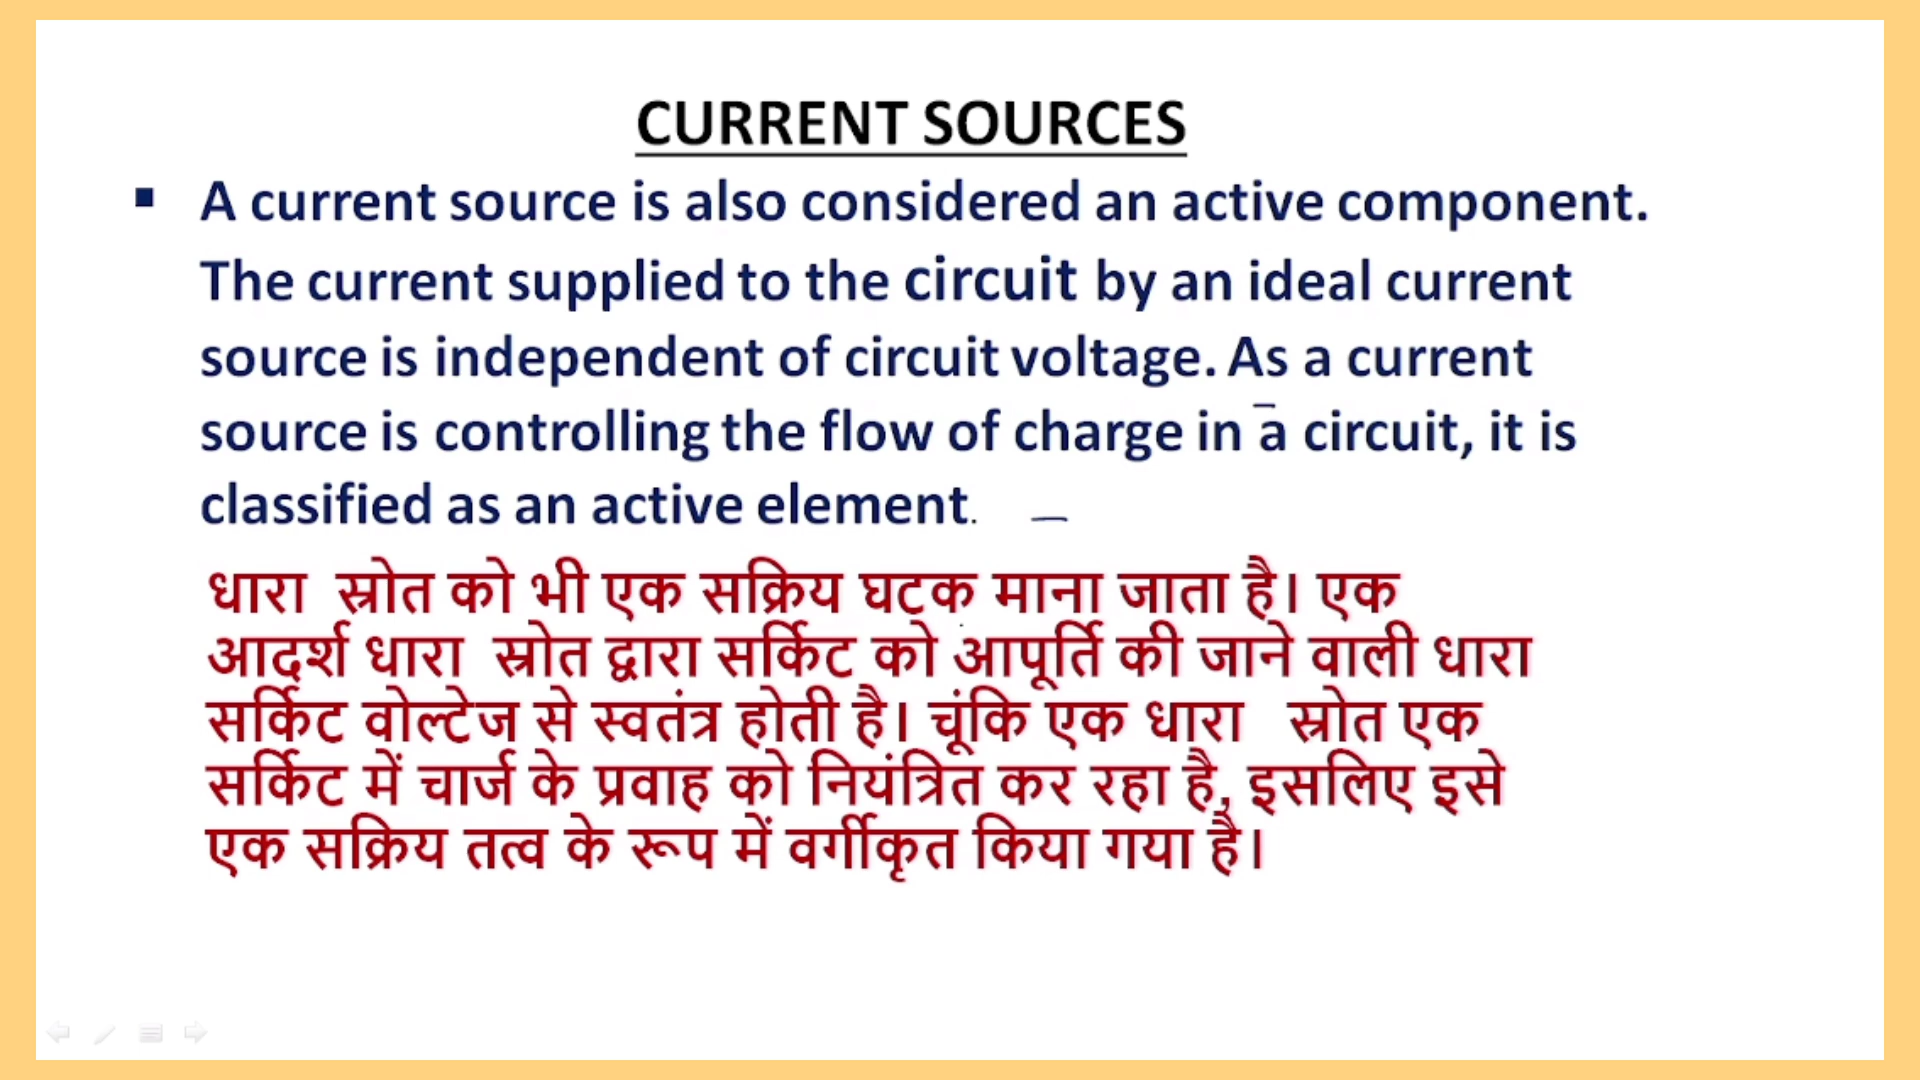 CURRENT SOURCES
▪ A current source is also considered an active component.
The current supplied to the circuit by an ideal current
source is independent of circuit voltage. As a current
source is controlling the flow of charge in a circuit, it is
classified as an active element.
धारा स्रोत को भी एक सक्रिय घटक माना जाता है। एक
आदर्श धारा स्रोत द्वारा सर्किट को आपूर्ति की जाने वाली धारा
सर्किट वोल्टेज से स्वतंत्र होती है। चूंकि एक धारा स्रोत एक
सर्किट में चार्ज के प्रवाह को नियंत्रित कर रहा है, इसलिए इसे
एक सक्रिय तत्व के रूप में वर्गीकृत किया गया है।